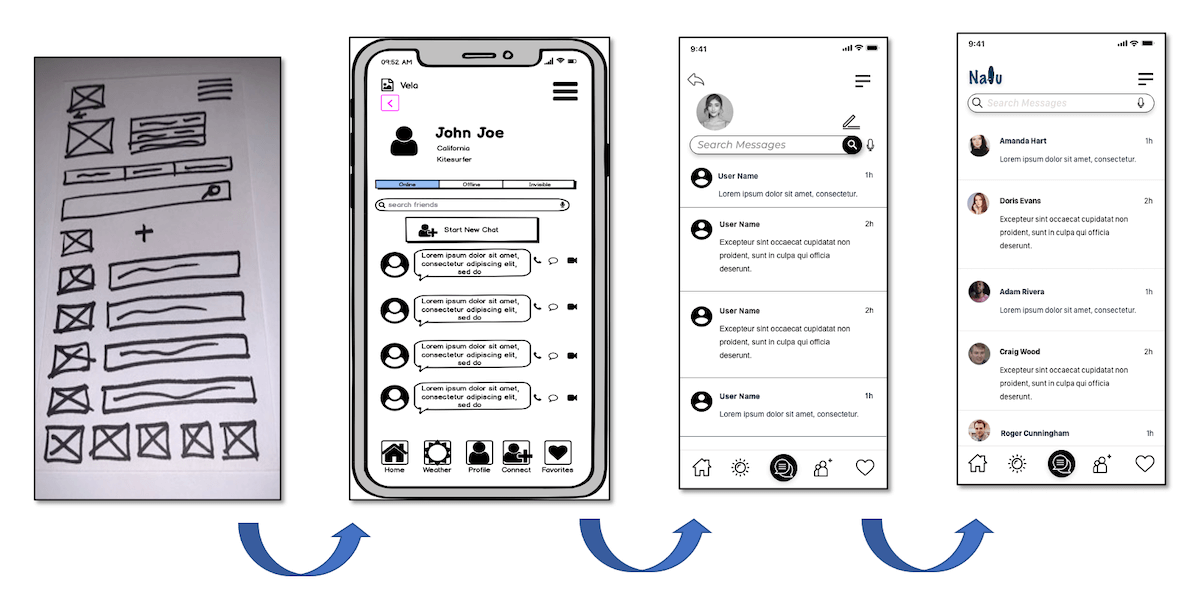 09:52 AM
Vela
John Joe
California
Kitesurfer
Online
Offline
Invisible
search friends
Start New Chat
Lorem ipsum dolor sit amet,
consectetur adipiscing elit,
sed do
Lorem ipsum dolor sit amet,
consectetur adipiscing elit,
sed do
Lorem ipsum dolor sit amet,
consectetur adipiscing elit,
sed do
Lorem ipsum dolor sit amet,
consectetur adipiscing elit,
sed do
Home
Weather
Profile
Connect
Favorites
9:41
Search Messages
User Name 1h
Lorem ipsum dolor sit amet, consectetur.
User Name 2h
Excepteur sint occaecat cupidatat non
proident, sunt in culpa qui officia
deserunt.
User Name 2h
Excepteur sint occaecat cupidatat non
proident, sunt in culpa qui officia
deserunt.
User Name 1h
Lorem ipsum dolor sit amet, consectetur.
9:41
Nalu
Search Messages
Amanda Hart 1h
Lorem ipsum dolor sit amet, consectetur.
Doris Evans 2h
Excepteur sint occaecat cupidatat non
proident, sunt in culpa qui officia
deserunt.
Adam Rivera 1h
Lorem ipsum dolor sit amet, consectetur.
Craig Wood 2h
Excepteur sint occaecat cupidatat non
proident, sunt in culpa qui officia
deserunt.
Roger Cunningham 1h